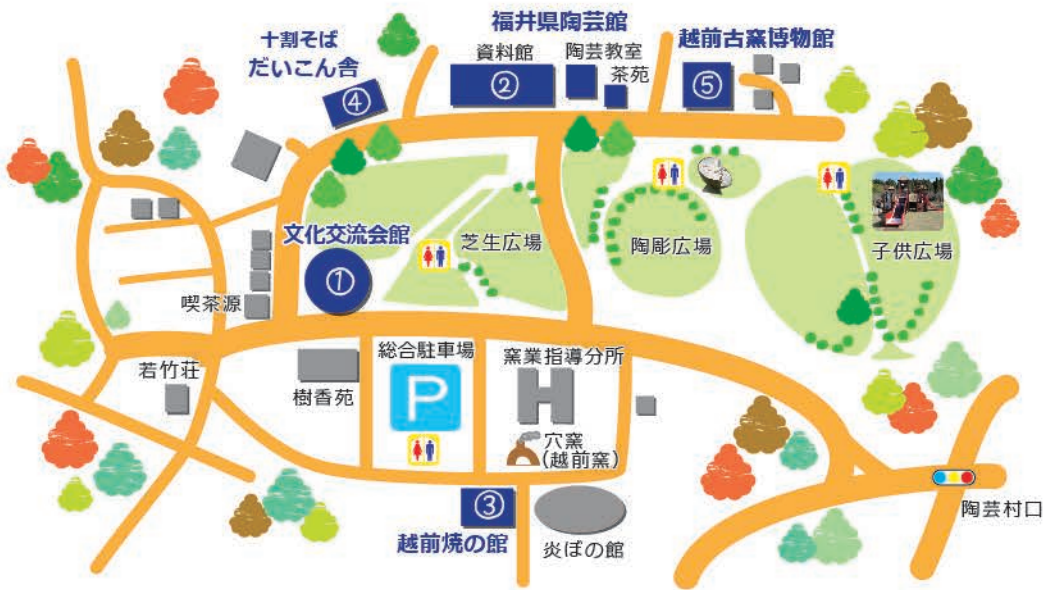 福井県陶芸館
十割そば
だいこん舎
④
資料館
②
陶芸教室
茶苑
越前古窯博物館
⑤
文化交流会館
①
芝生広場
陶彫広場
子供広場
喫茶源
若竹荘
樹香苑
総合駐車場
P
窯業指導分所
穴窯
(越前窯)
③
越前焼の館
炎ぼの館
陶芸村口